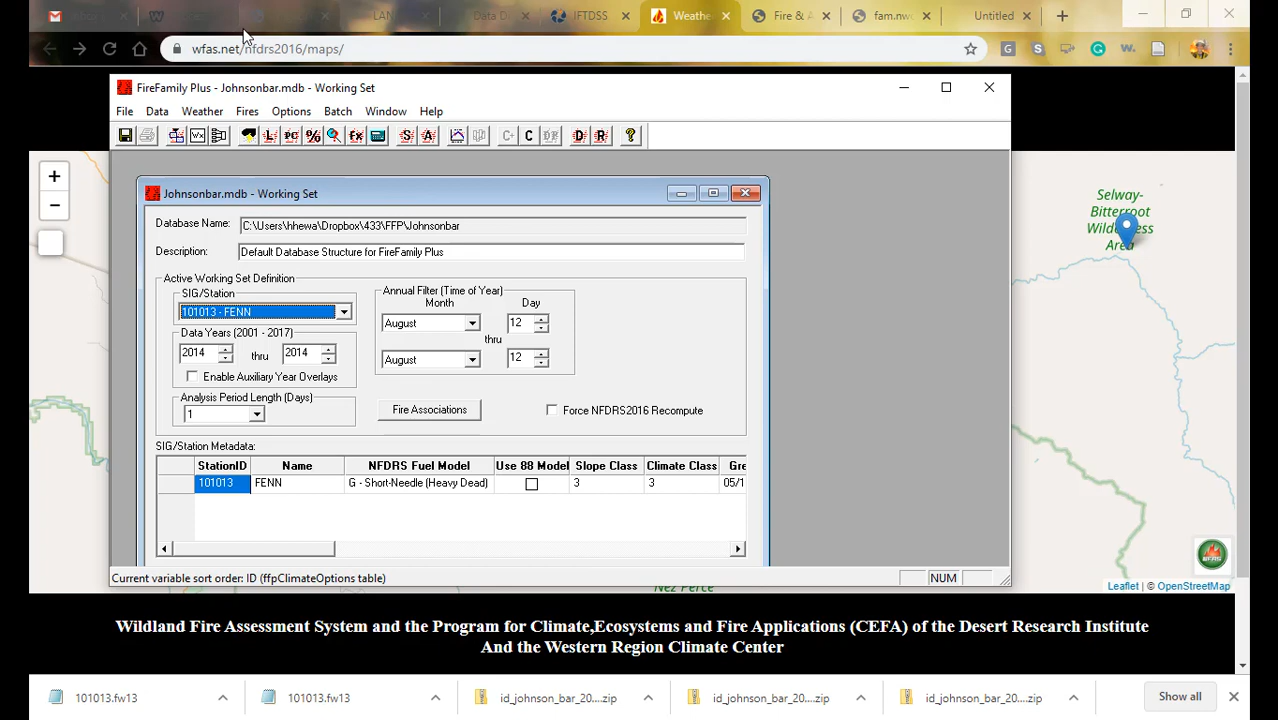 LAN
Data D
IFTDSS
Weathe
Fire & A
fam.nwc
Untitled
wfas.net/nfdrs2016/maps/
FireFamily Plus - Johnsonbar.mdb - Working Set
File Data Weather Fires Options Batch Window Help
Selway-
Bitterroot
Wilderness
Area
Johnsonbar.mdb - Working Set
Database Name: C:\Users\hhewa\Dropbox\433\FFP\Johnsonbar
Description: Default Database Structure for FireFamily Plus
Active Working Set Definition
SIG/Station
101013 - FENN
Annual Filter (Time of Year)
Month Day
August 12
thru
August 12
Data Years (2001 - 2017)
2014 thru 2014
Enable Auxiliary Year Overlays
Analysis Period Length (Days)
1
Fire Associations
Force NFDRS2016 Recompute
SIG/Station Metadata:
StationID Name NFDRS Fuel Model Use 88 Model Slope Class Climate Class Gre
101013 FENN G - Short-Needle (Heavy Dead) 3 3 05/1
Current variable sort order: ID (ffpClimateOptions table)
NUM
Leaflet | © OpenStreetMap
Nez Perce
Wildland Fire Assessment System and the Program for Climate,Ecosystems and Fire Applications (CEFA) of the Desert Research Institute
And the Western Region Climate Center
101013.fw13
101013.fw13
id_johnson_bar_20....zip
id_johnson_bar_20....zip
id_johnson_bar_20....zip
Show all